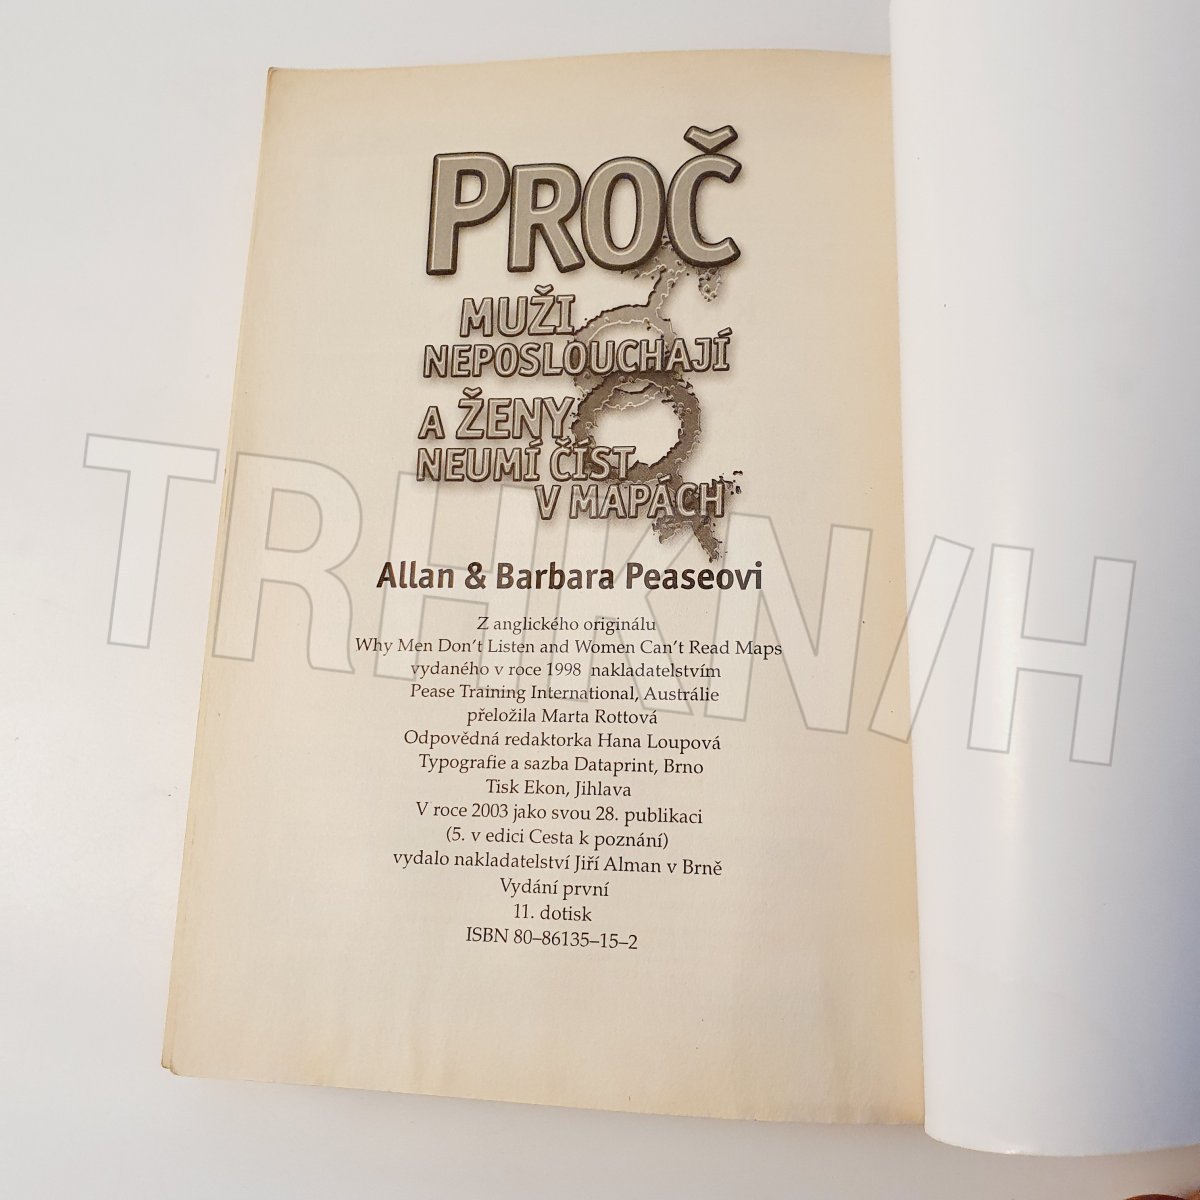 PROČ
MUŽI
NEPOSLOUCHAJÍ
A ŽENY
NEUMÍ ČÍST
V MAPÁCH
Allan & Barbara Peaseovi
Z anglického originálu
Why Men Don't Listen and Women Can't Read Maps
vydaného v roce 1998 nakladatelstvím
Pease Training International, Austrálie
přeložila Marta Rottová
Odpovědná redaktorka Hana Loupová
Typografie a sazba Dataprint, Brno
Tisk Ekon, Jihlava
V roce 2003 jako svou 28. publikaci
(5. v edici Cesta k poznání)
vydalo nakladatelství Jiří Alman v Brně
Vydání první
11. dotisk
ISBN 80–86135–15–2
TRHKN/H